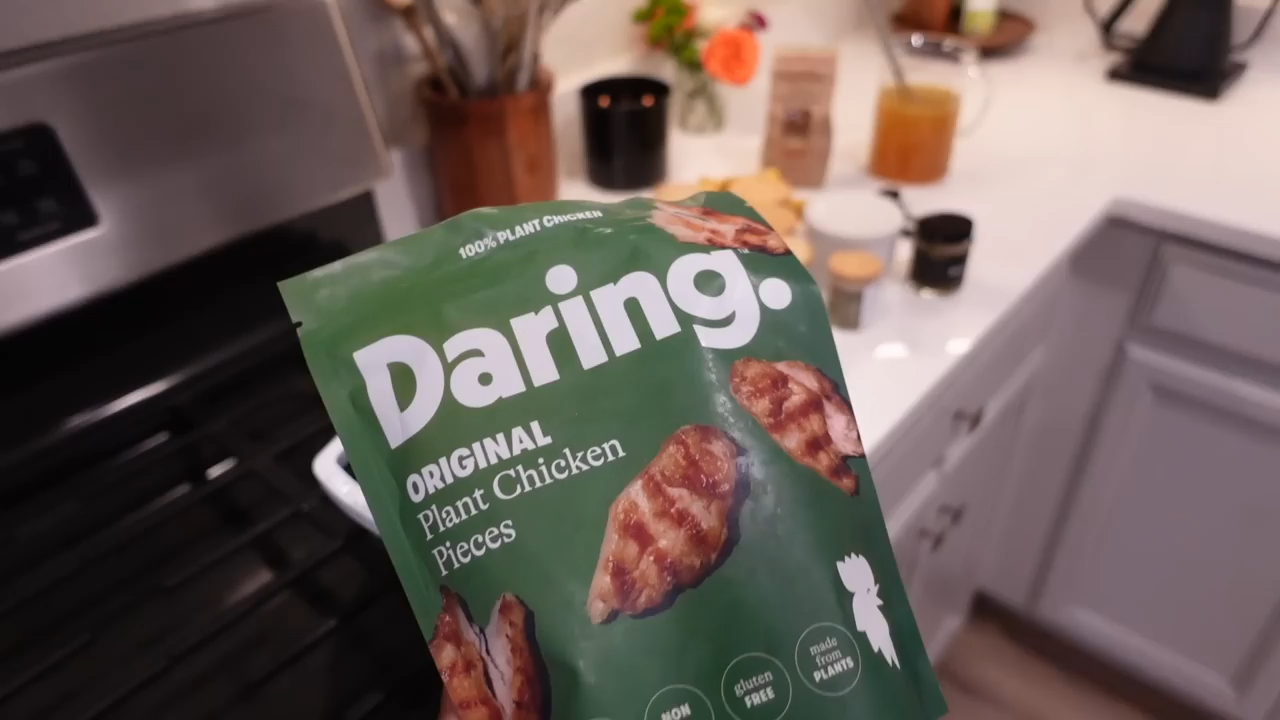 100% PLANT CHICKEN
Daring.
ORIGINAL
Plant Chicken
Pieces
made
from
PLANTS
gluten
FREE
NON